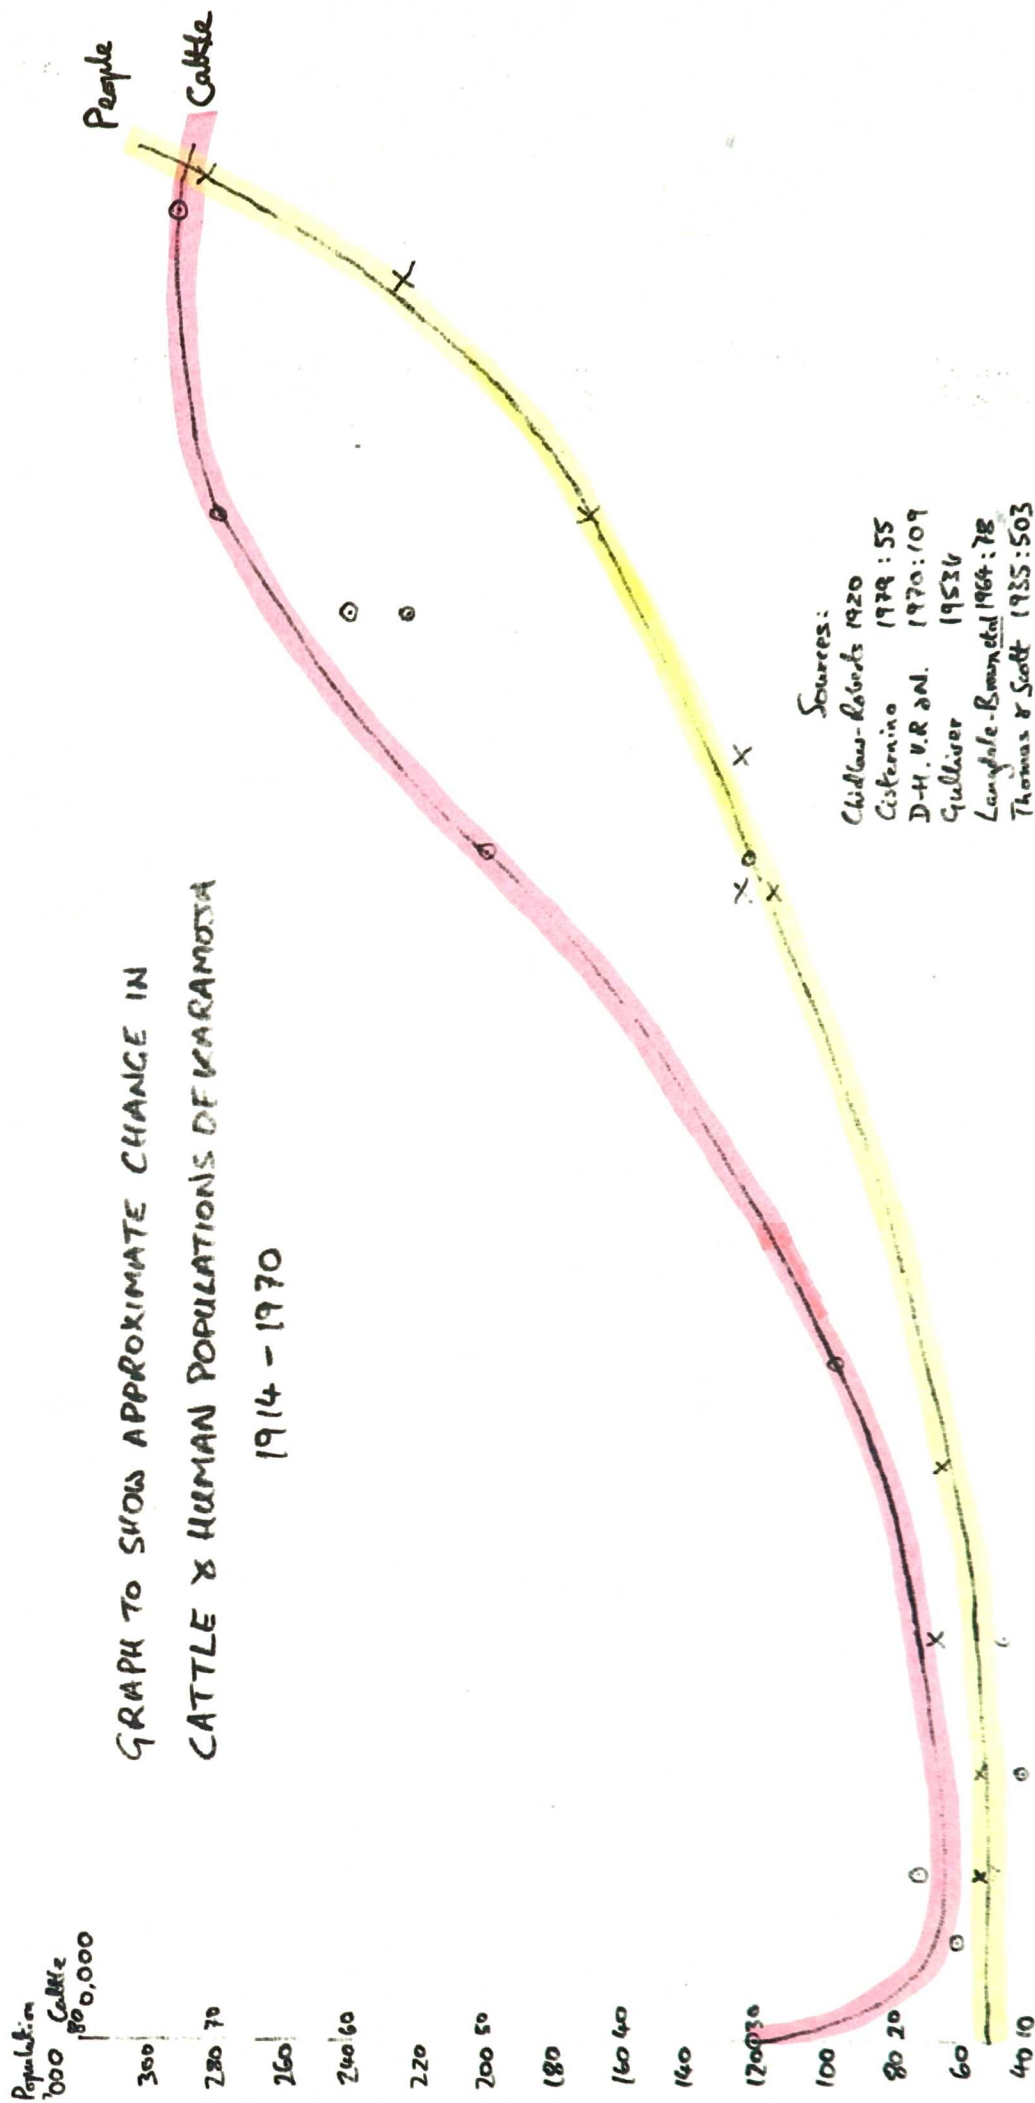 GRAPH TO SHOW APPROXIMATE CHANGE IN
CATTLE & HUMAN POPULATIONS OF KARAMOJA
1914 - 1970
Population
'000
Cattle
80 0,000
300
280 70
260
240 60
220
200 50
180
160 40
140
120 30
100
80 20
60
40 10
People
Cattle
Sources:
Chidlaw-Roberts 1920
Cisternino 1979 : 55
D-H. V.R. 1970:109
Gulliver
Langdale-Brown et al 1964: 78
Thomas & Scott 1935: 503